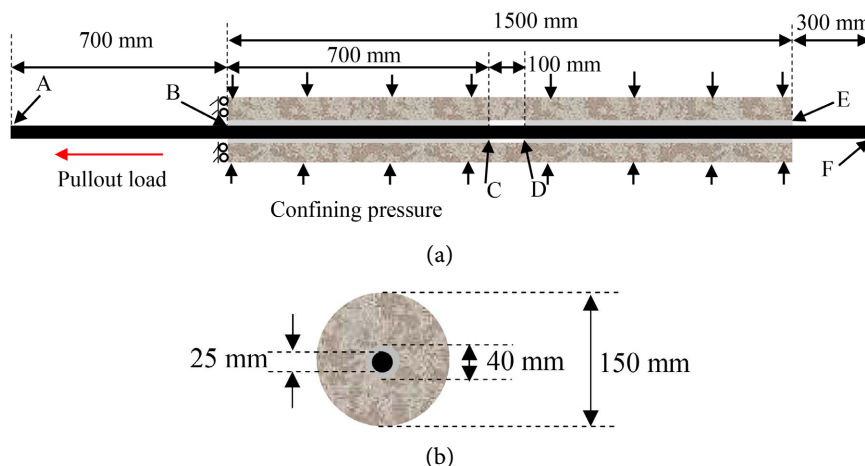 1500 mm
300 mm
700 mm
700 mm
100 mm
A
B
E
C
D
F
Pullout load
Confining pressure
(a)
25 mm
40 mm
150 mm
(b)